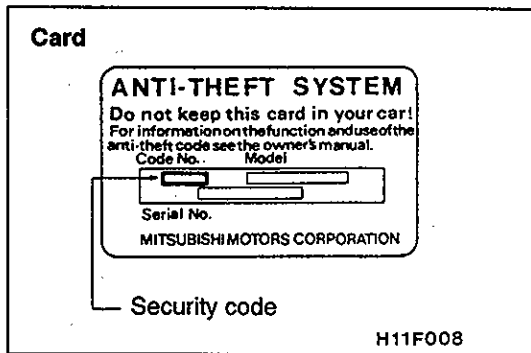 Card
ANTI-THEFT SYSTEM
Do not keep this card in your car!
For information on the function and use of the
anti-theft code see the owner's manual.
Code No. Model
Serial No.
MITSUBISHI MOTORS CORPORATION
Security code
H11F008